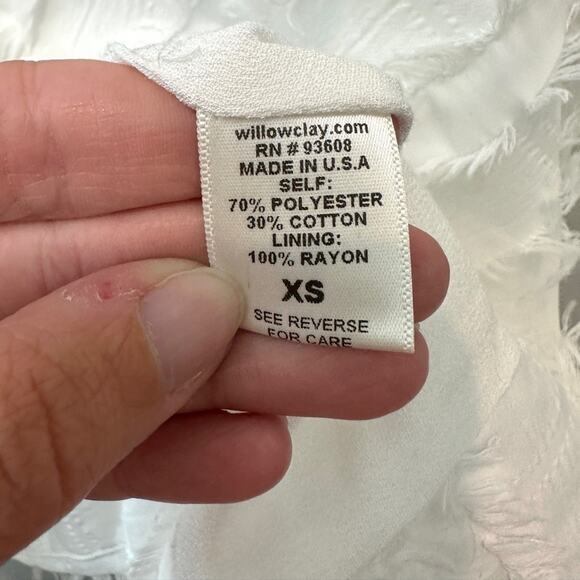 willowclay.com
RN # 93608
MADE IN U.S.A
SELF:
70% POLYESTER
30% COTTON
LINING:
100% RAYON
XS
SEE REVERSE
FOR CARE